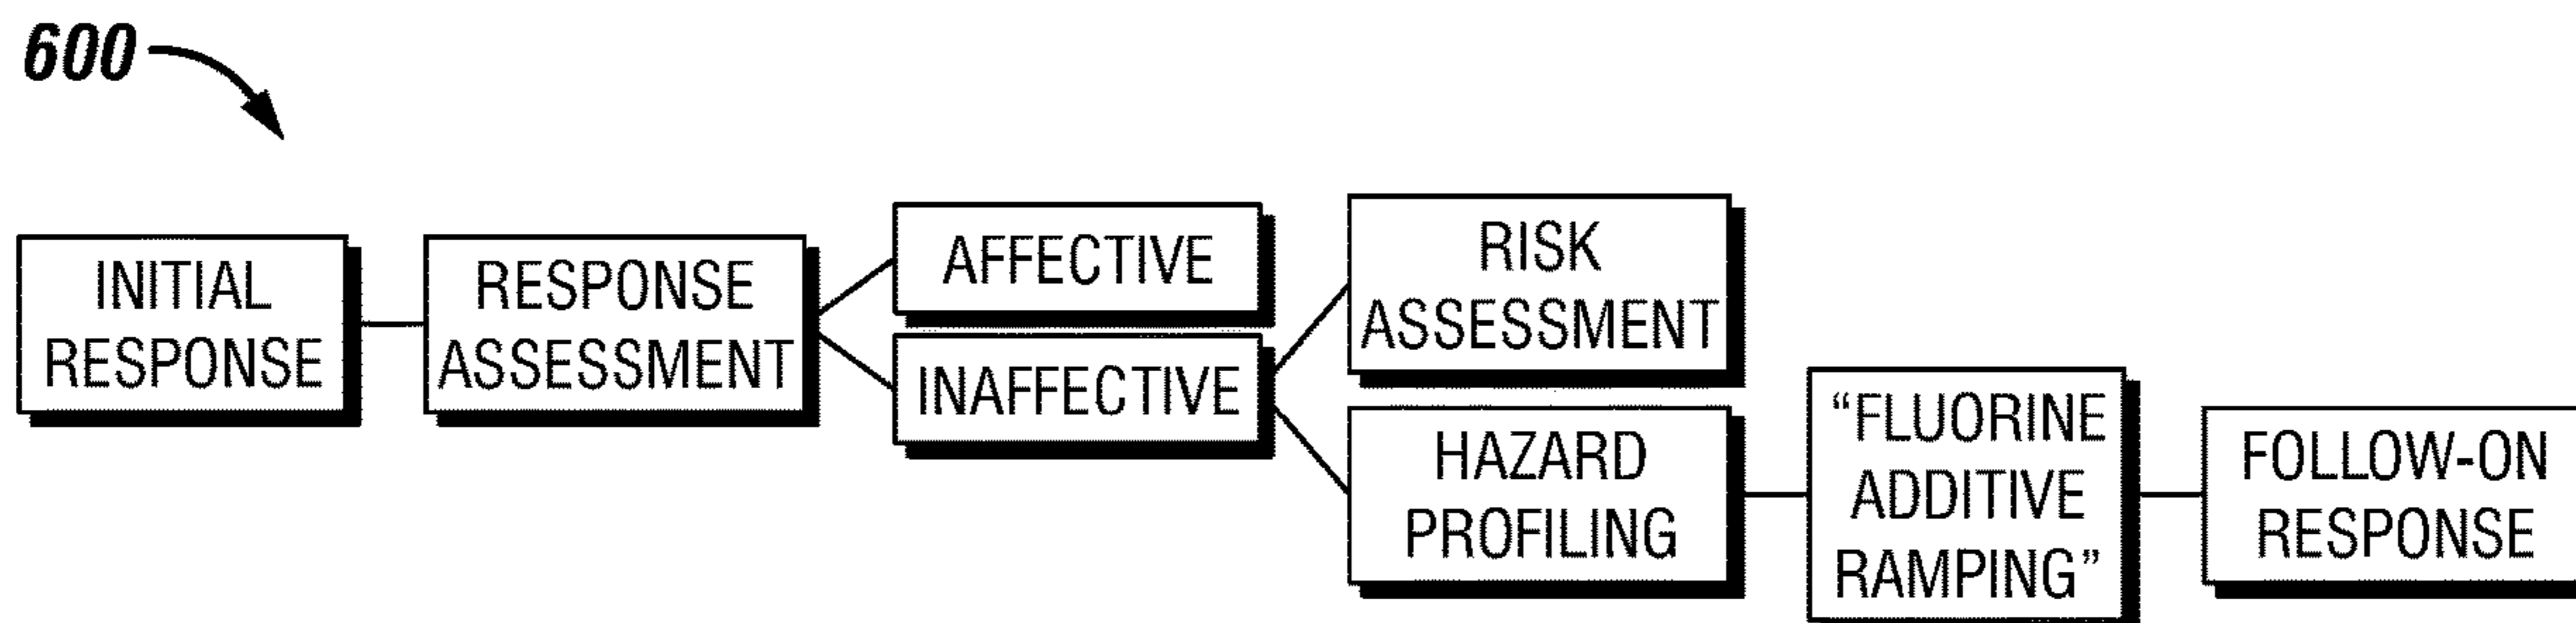 600
INITIAL
RESPONSE
RESPONSE
ASSESSMENT
AFFECTIVE
INAFFECTIVE
RISK
ASSESSMENT
HAZARD
PROFILING
“FLUORINE
ADDITIVE
RAMPING”
FOLLOW-ON
RESPONSE